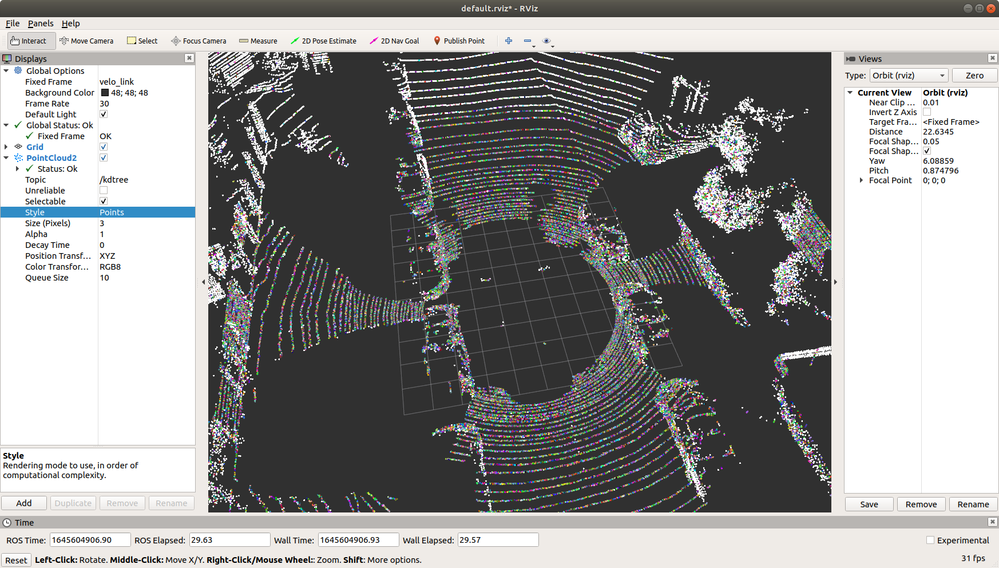 default.rviz* - RViz
File Panels Help
Interact Move Camera Select Focus Camera Measure 2D Pose Estimate 2D Nav Goal Publish Point
Displays
Global Options
Fixed Frame velo_link
Background Color 48; 48; 48
Frame Rate 30
Default Light
Global Status: Ok
Fixed Frame OK
Grid
PointCloud2
Status: Ok
Topic /kdtree
Unreliable
Selectable
Style Points
Size (Pixels) 3
Alpha 1
Decay Time 0
Position Transf... XYZ
Color Transfor... RGB8
Queue Size 10
Style
Rendering mode to use, in order of
computational complexity.
Add Duplicate Remove Rename
Views
Type: Orbit (rviz) Zero
Current View Orbit (rviz)
Near Clip ... 0.01
Invert Z Axis
Target Fra... <Fixed Frame>
Distance 22.6345
Focal Shap... 0.05
Focal Shap...
Yaw 6.08859
Pitch 0.874796
Focal Point 0; 0; 0
Save Remove Rename
Time
ROS Time: 1645604906.90 ROS Elapsed: 29.63 Wall Time: 1645604906.93 Wall Elapsed: 29.57 Experimental
Reset Left-Click: Rotate. Middle-Click: Move X/Y. Right-Click/Mouse Wheel:: Zoom. Shift: More options. 31 fps